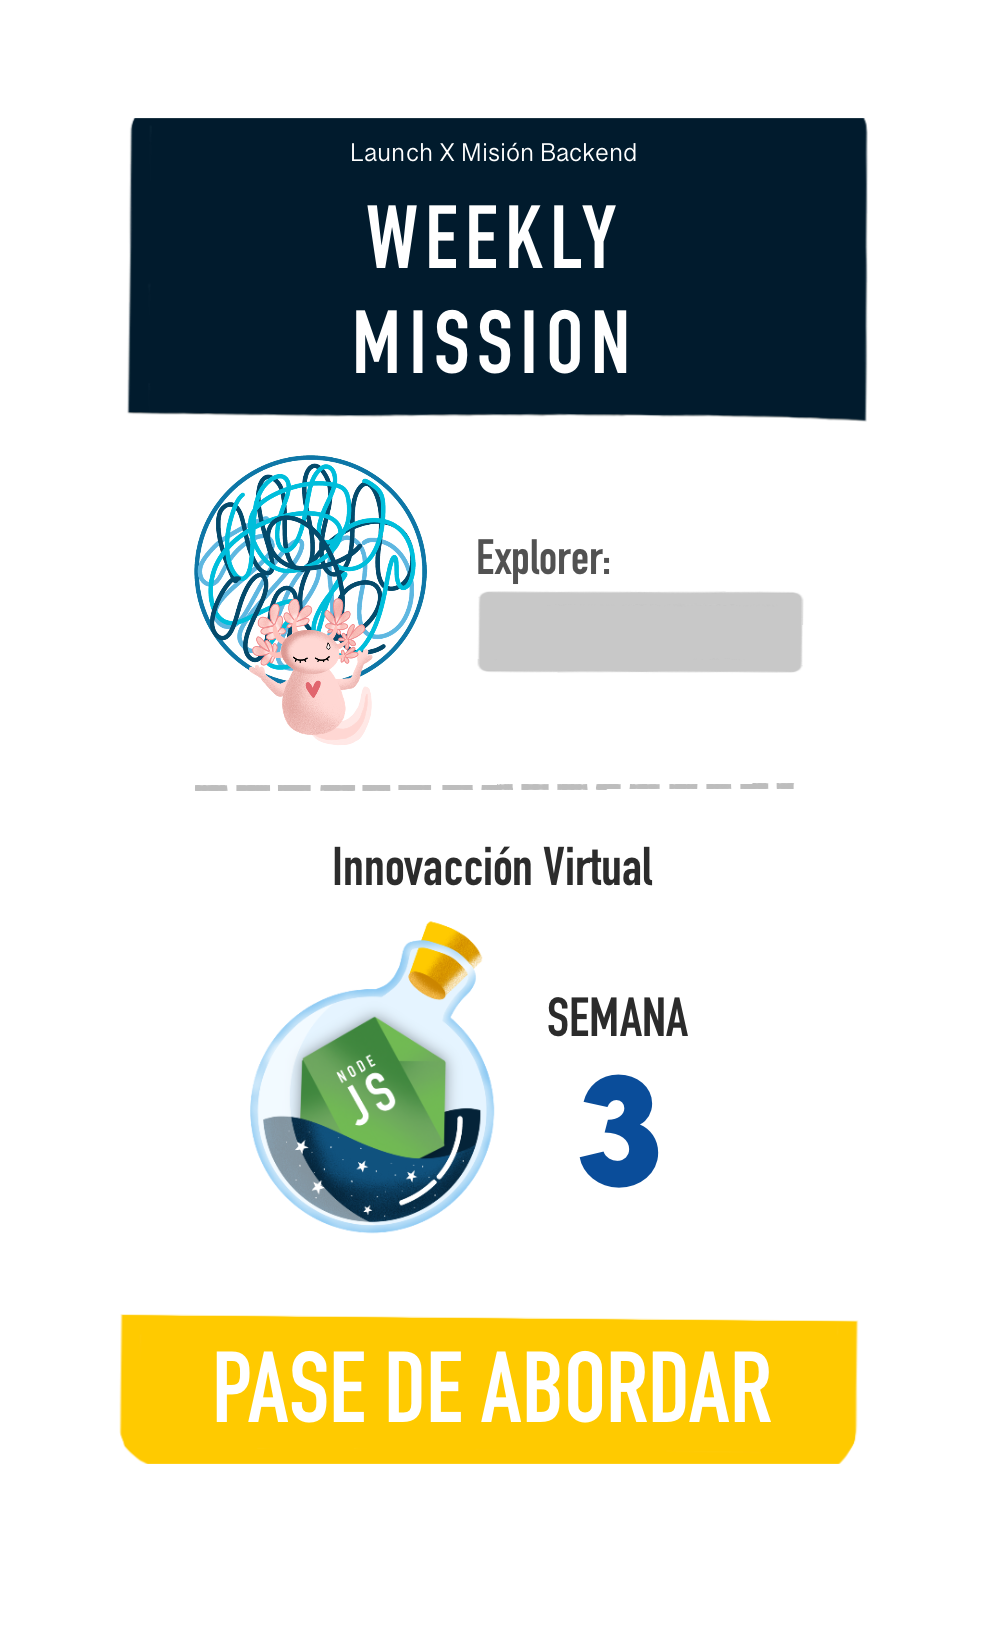 Launch X Misión Backend
WEEKLY
MISSION
Explorer:
Innovacción Virtual
NODE
JS
SEMANA
3
PASE DE ABORDAR